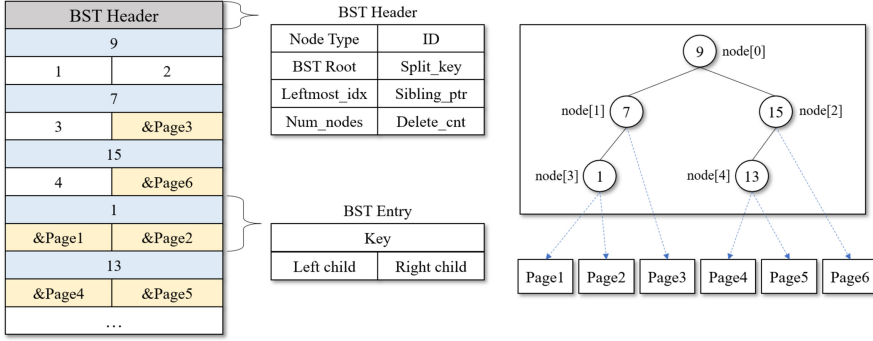 BST Header
9
1 2
7
3 &Page3
15
4 &Page6
1
&Page1 &Page2
13
&Page4 &Page5
...
BST Header
Node Type ID
BST Root Split_key
Leftmost_idx Sibling_ptr
Num_nodes Delete_cnt
BST Entry
Key
Left child Right child
9 node[0]
node[1] 7 15 node[2]
node[3] 1 node[4] 13
Page1 Page2 Page3 Page4 Page5 Page6